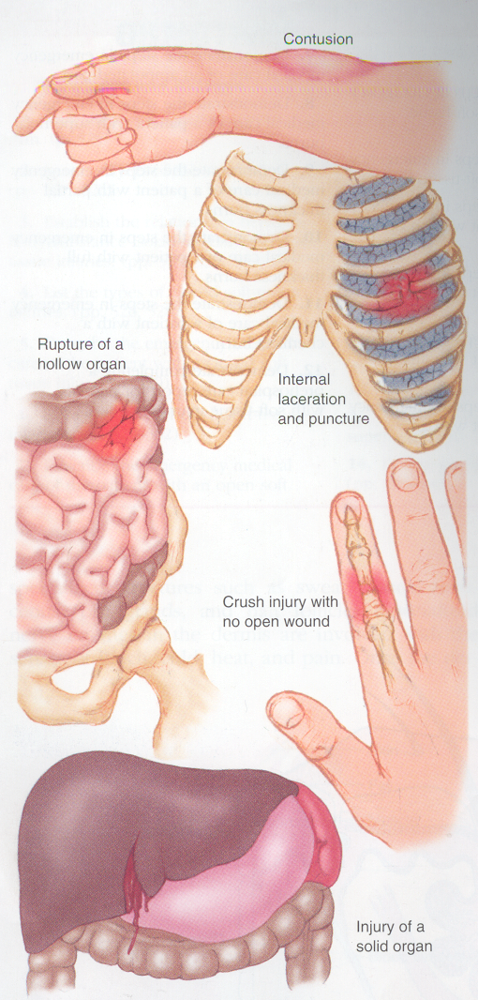 Contusion
Rupture of a
hollow organ
Internal
laceration
and puncture
Crush injury with
no open wound
Injury of a
solid organ